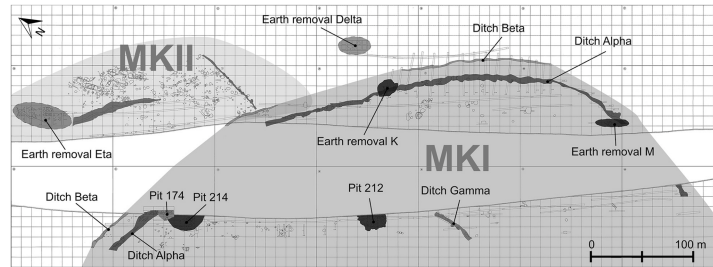 Earth removal Delta
Ditch Beta
Ditch Alpha
N
MKII
Earth removal K
Earth removal M
Earth removal Eta
MKI
Ditch Beta
Pit 174
Pit 214
Pit 212
Ditch Gamma
Ditch Alpha
0 100 m